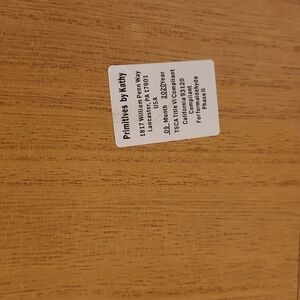 Primitives by Kathy
1817 William Penn Way
Lancaster, PA 17601
USA
09 Month 2020 Year
TSCA Title VI Compliant
California 93120
Compliant
For formaldehyde
Phase II